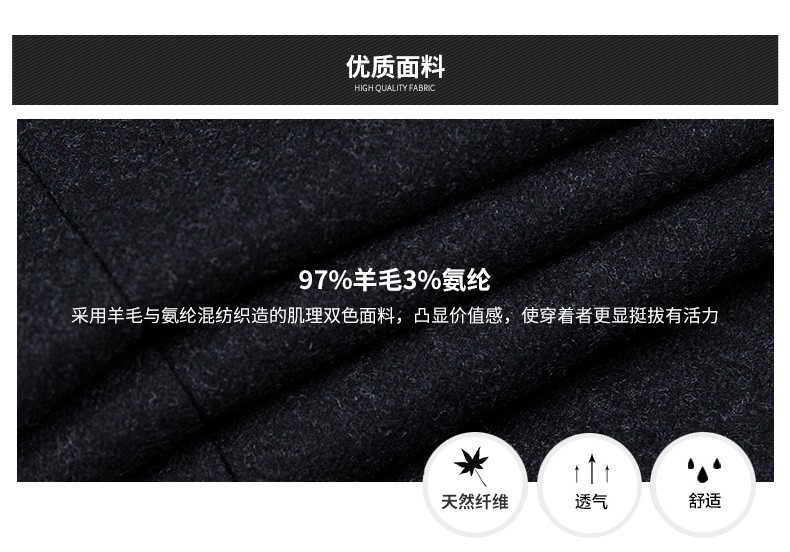 优质面料
HIGH QUALITY FABRIC
97%羊毛3%氨纶
采用羊毛与氨纶混纺织造的肌理双色面料，凸显价值感，使穿着者更显挺拔有活力
天然纤维
透气
舒适